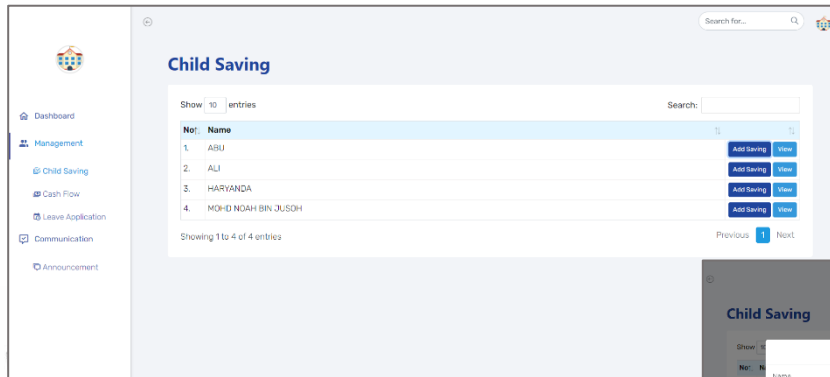 Search for...
Child Saving
Show 10 entries
Search:
Dashboard
No. Name
Management
1. ABU Add Saving View
Child Saving
2. ALI Add Saving View
Cash Flow
3. HARYANDA Add Saving View
Leave Application
4. MOHD NOAH BIN JUSOH Add Saving View
Communication
Showing 1 to 4 of 4 entries
Previous 1 Next
Announcement
Child Saving
Show
No.
Name